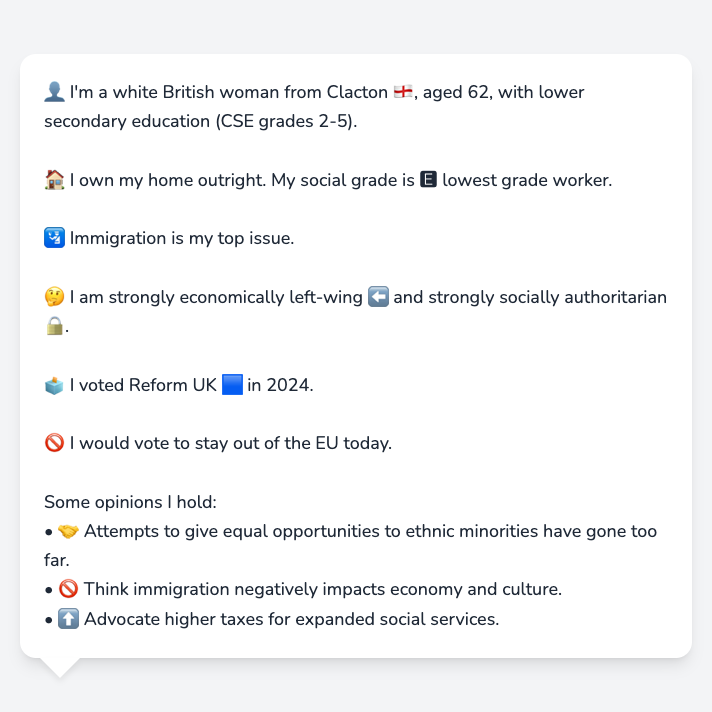 👤 I'm a white British woman from Clacton 🏴󠁧󠁢󠁥󠁮󠁧󠁿, aged 62, with lower
secondary education (CSE grades 2-5).
🏠 I own my home outright. My social grade is 🅴 lowest grade worker.
🛂 Immigration is my top issue.
🤔 I am strongly economically left-wing ⬅️ and strongly socially authoritarian
🔒.
🗳️ I voted Reform UK 🟦 in 2024.
🚫 I would vote to stay out of the EU today.
Some opinions I hold:
• 🤝 Attempts to give equal opportunities to ethnic minorities have gone too
far.
• 🚫 Think immigration negatively impacts economy and culture.
• ⬆️ Advocate higher taxes for expanded social services.